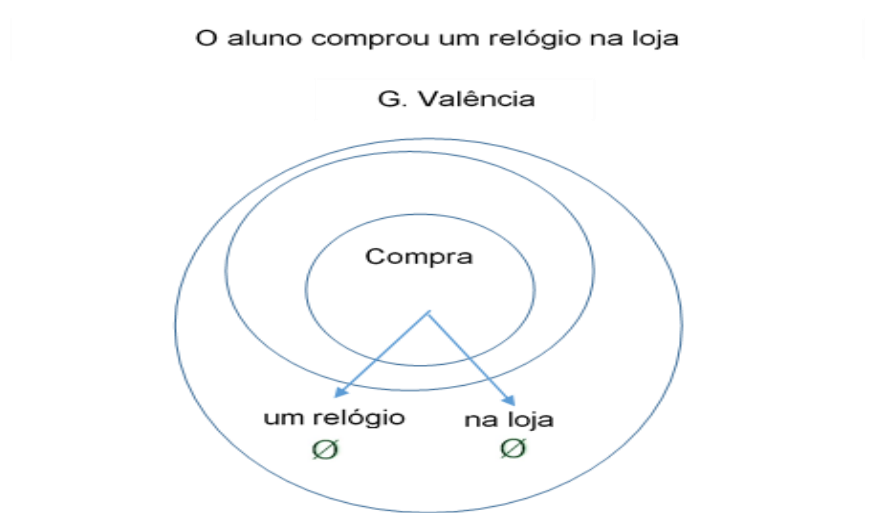 O aluno comprou um relógio na loja
G. Valência
Compra
um relógio na loja
Ø Ø